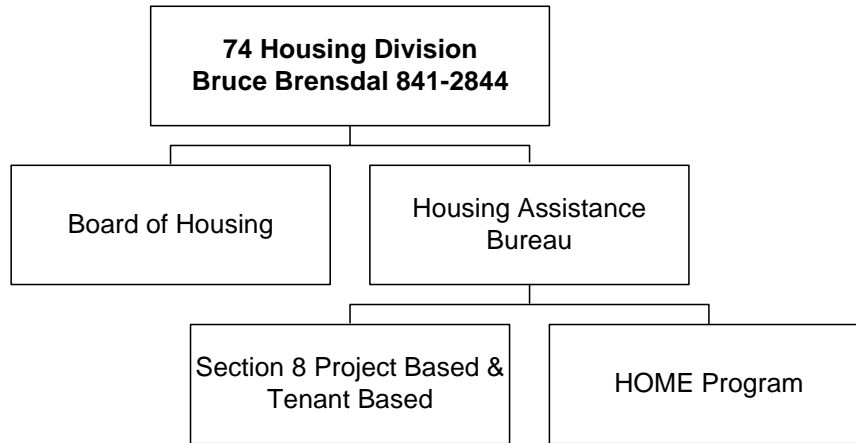 74 Housing Division
Bruce Brensdal 841-2844
Board of Housing
Housing Assistance
Bureau
Section 8 Project Based &
Tenant Based
HOME Program